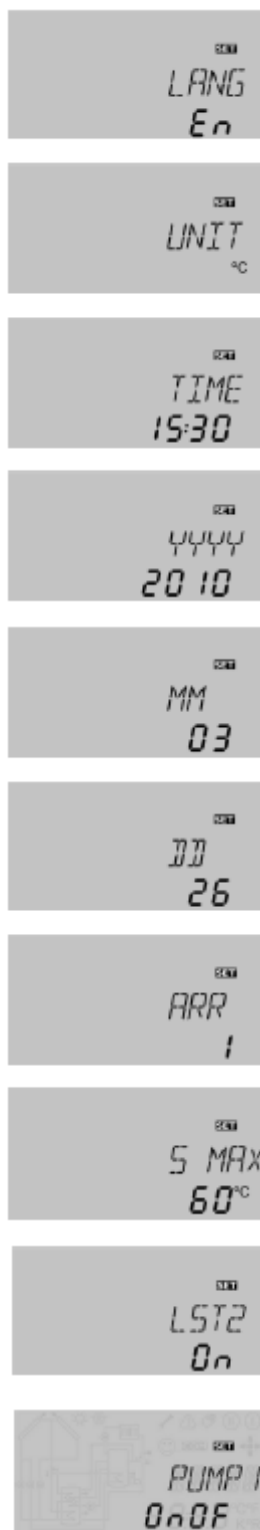 SET
LANG
En
SET
UNIT
°C
SET
TIME
15:30
SET
YYYY
2010
SET
MM
03
SET
DD
26
SET
ARR
1
SET
S MAX
60°C
SET
LST2
On
SET
PUMP1
OnOF